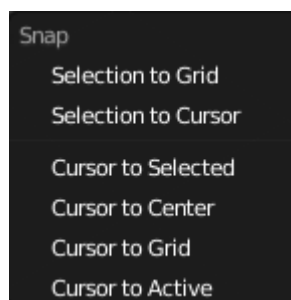 Snap
Selection to Grid
Selection to Cursor
Cursor to Selected
Cursor to Center
Cursor to Grid
Cursor to Active